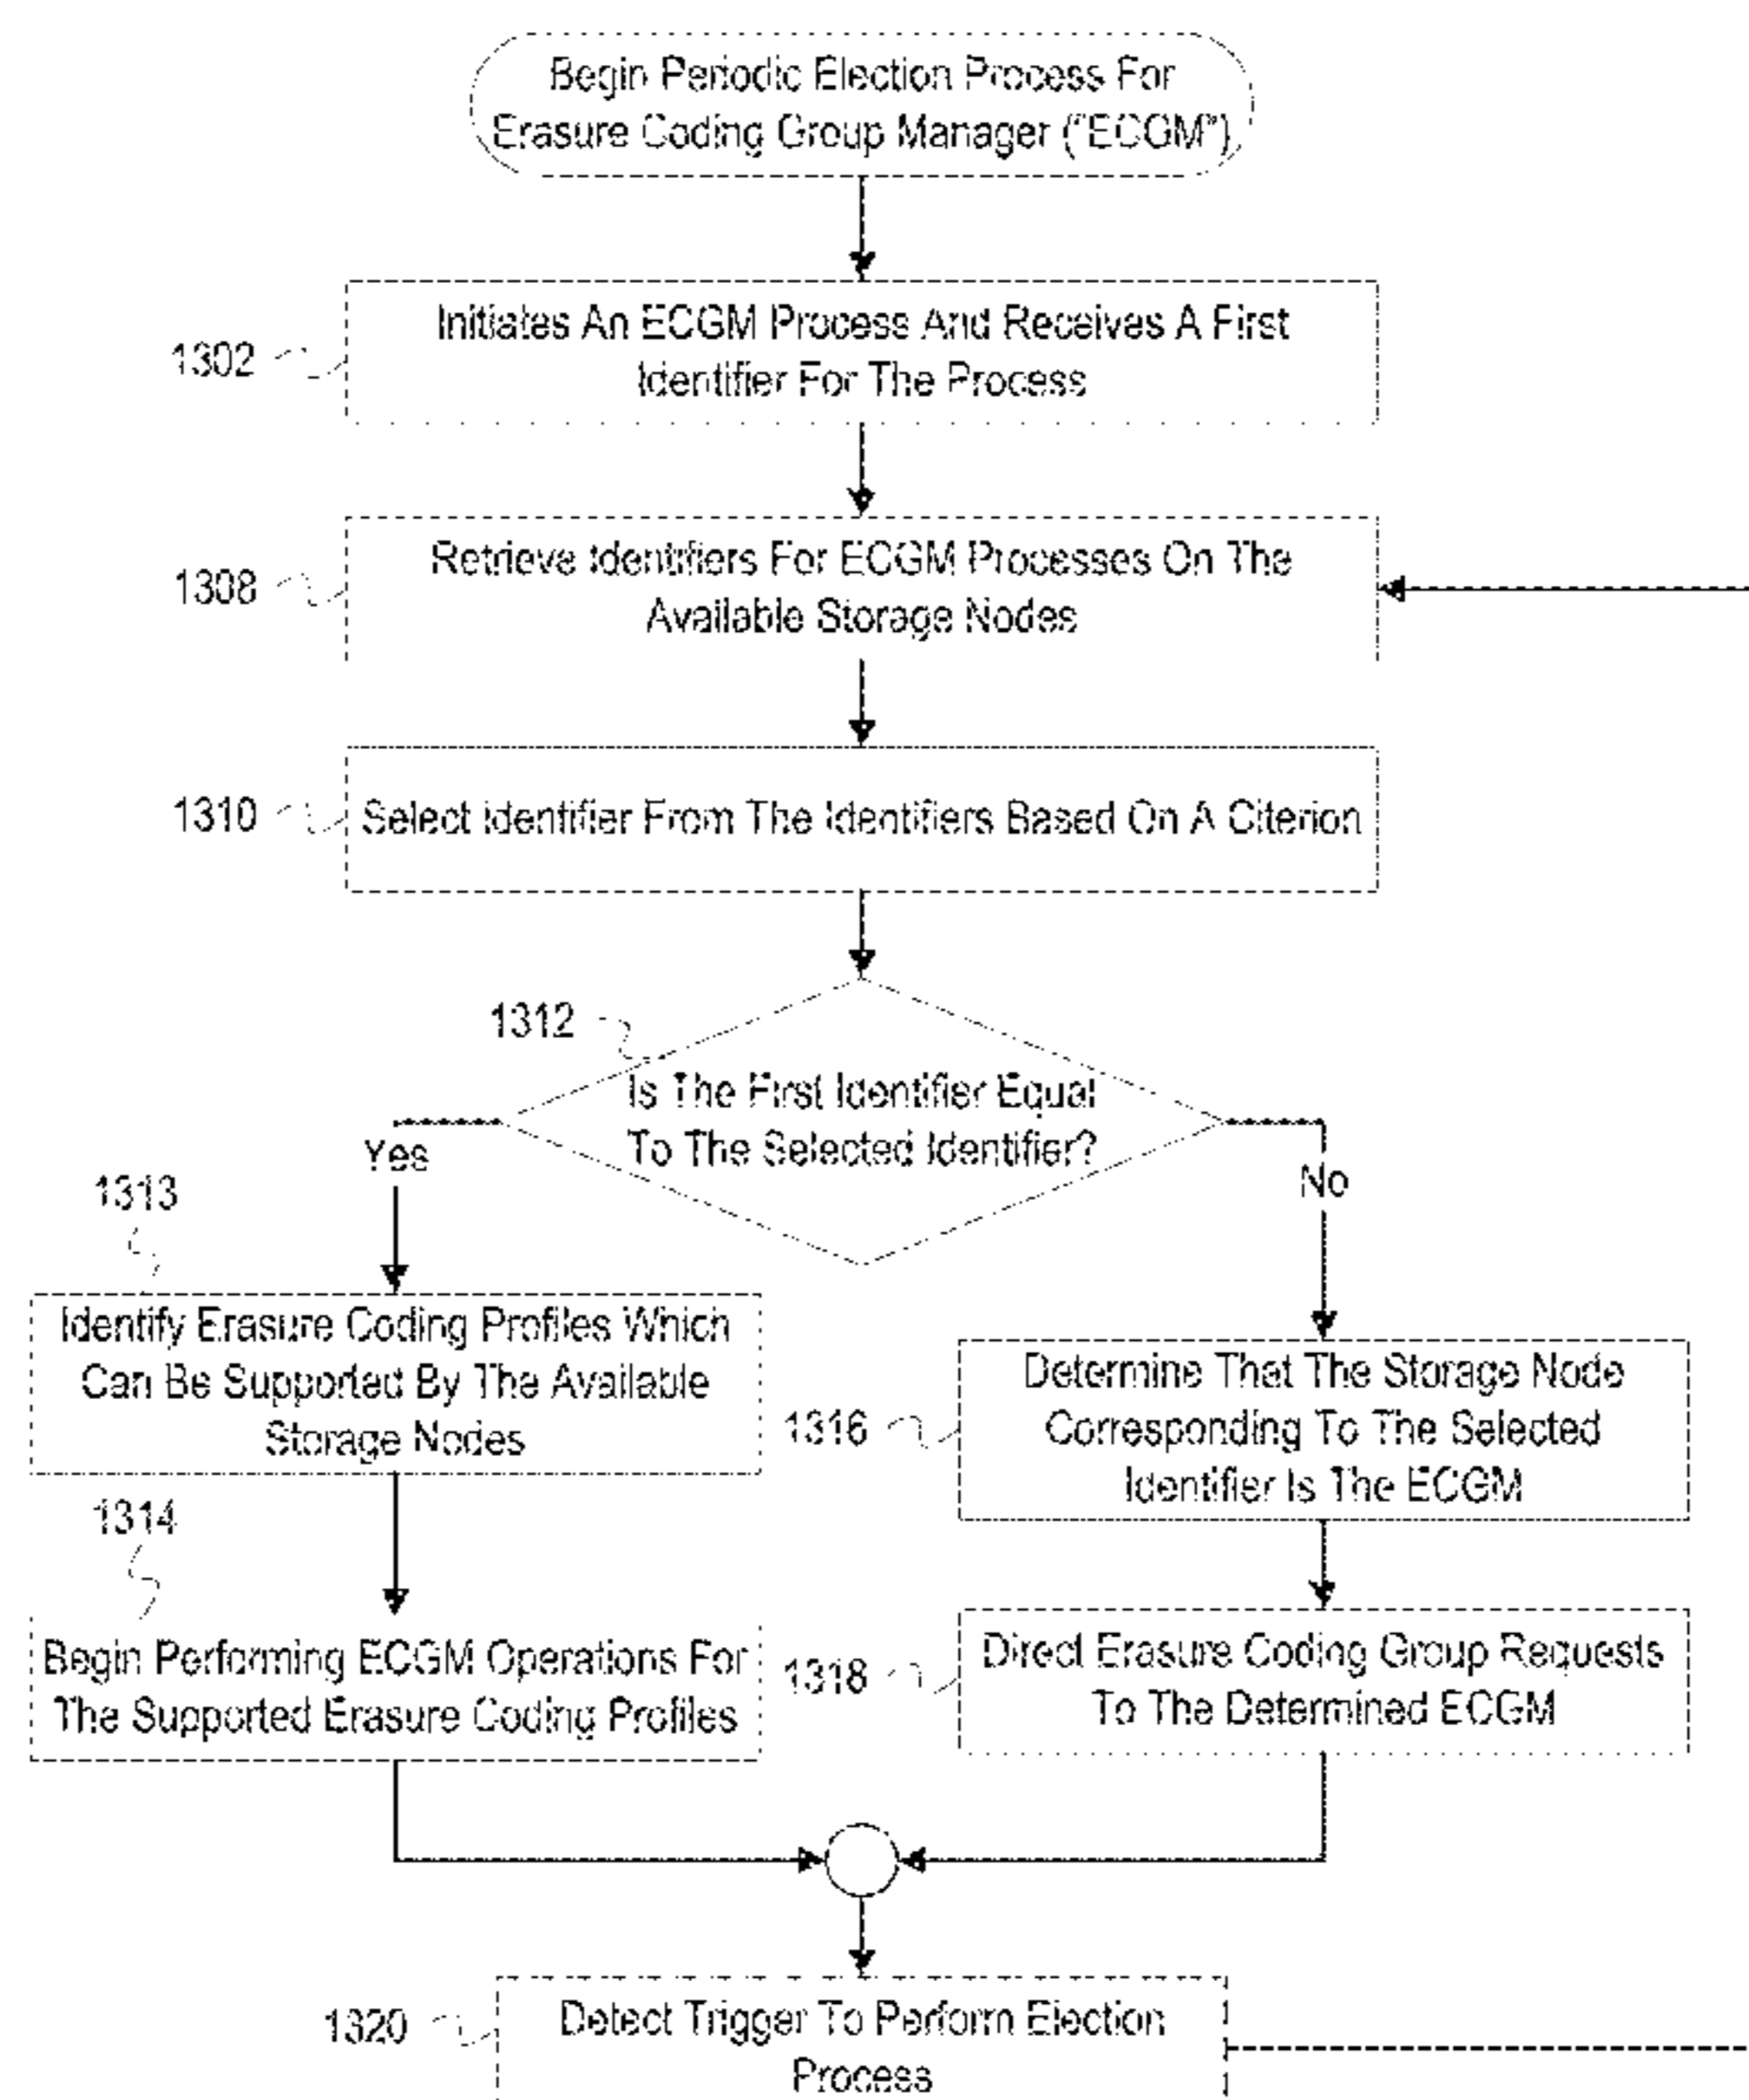 Begin Periodic Election Process For
Erasure Coding Group Manager ("ECGM")
Initiates An ECGM Process And Receives A First
1302
Identifier For The Process
Retrieve Identifiers For ECGM Processes On The
1308
Available Storage Nodes
1310
Select Identifier From The Identifiers Based On A Citerion
1312
Is The First Identifier Equal
To The Selected Identifier?
Yes
No
1313
Identify Erasure Coding Profiles Which
Can Be Supported By The Available
Storage Nodes
Determine That The Storage Node
1316
Corresponding To The Selected
Identifier Is The ECGM
1314
Begin Performing ECGM Operations For
The Supported Erasure Coding Profiles
Direct Erasure Coding Group Requests
1318
To The Determined ECGM
1320
Detect Trigger To Perform Election
Process